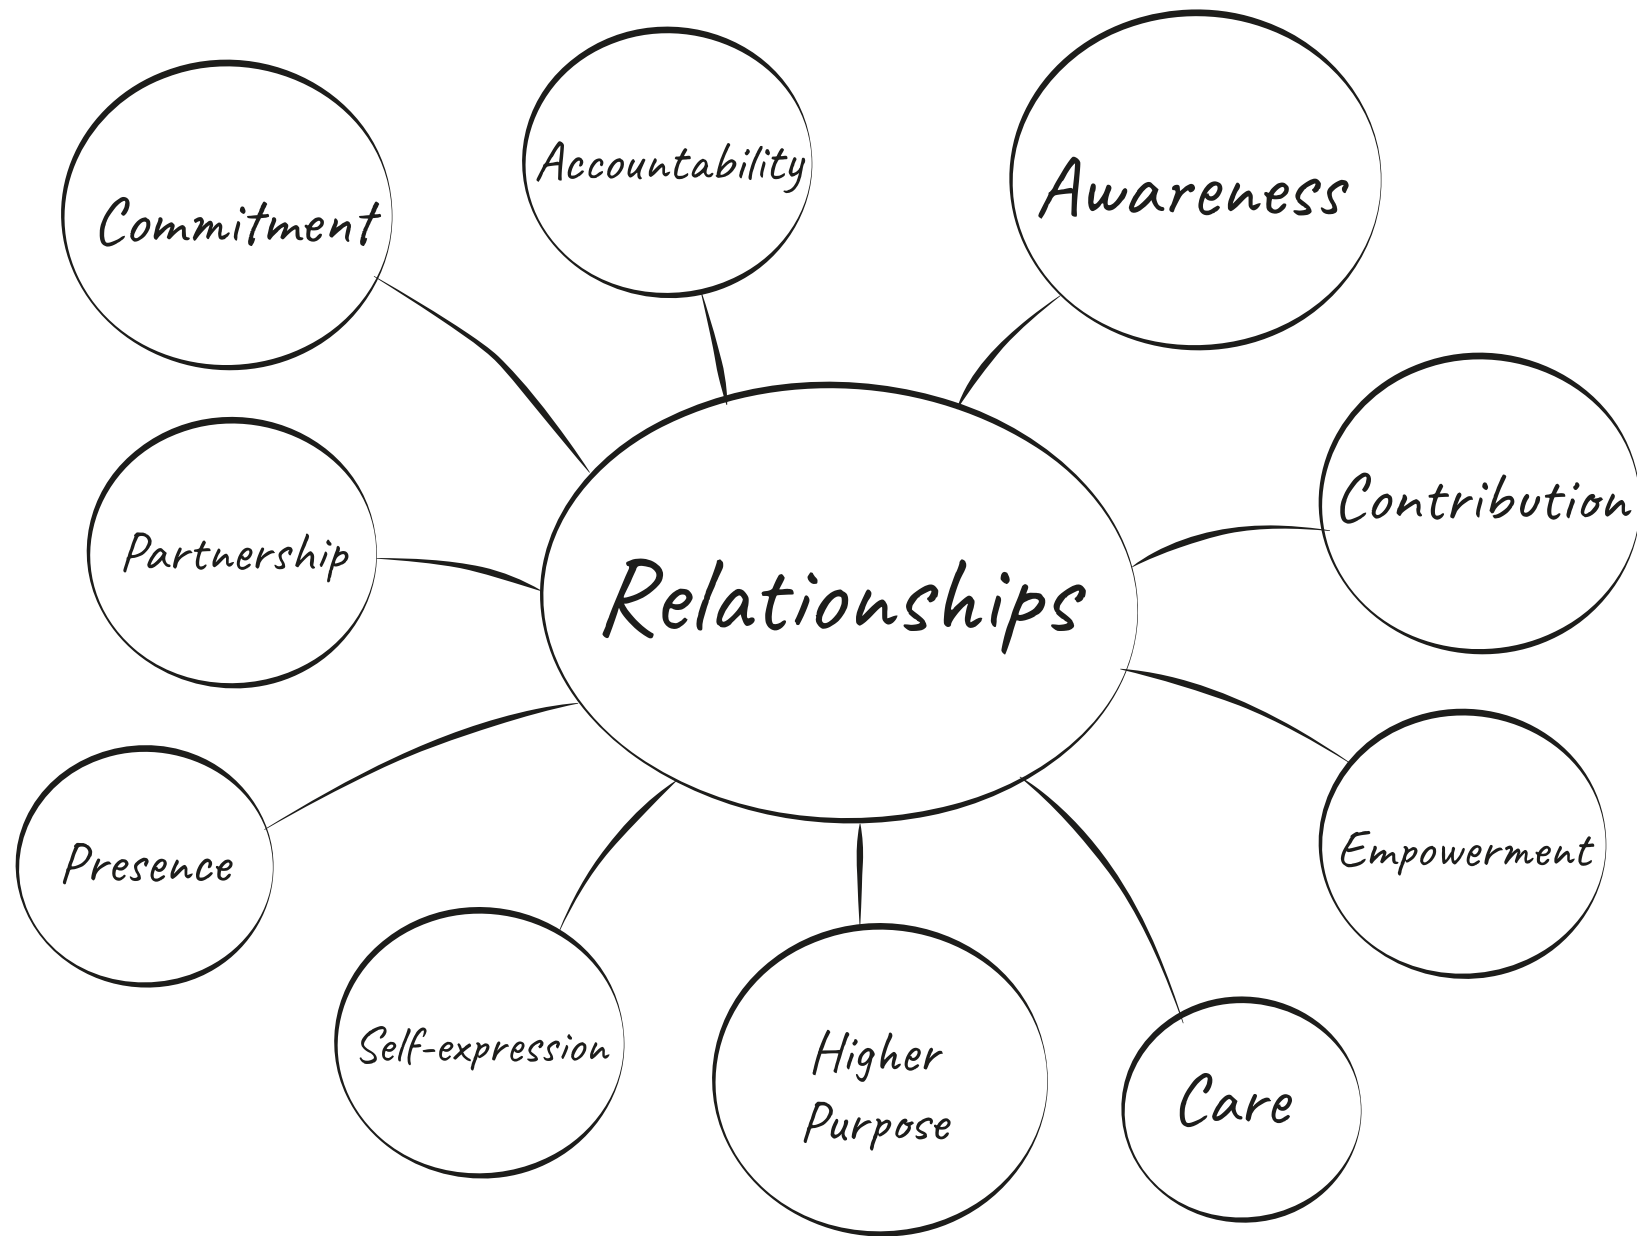 Accountability
Awareness
Commitment
Contribution
Partnership
Relationships
Presence
Empowerment
Self-expression
Higher
Purpose
Care